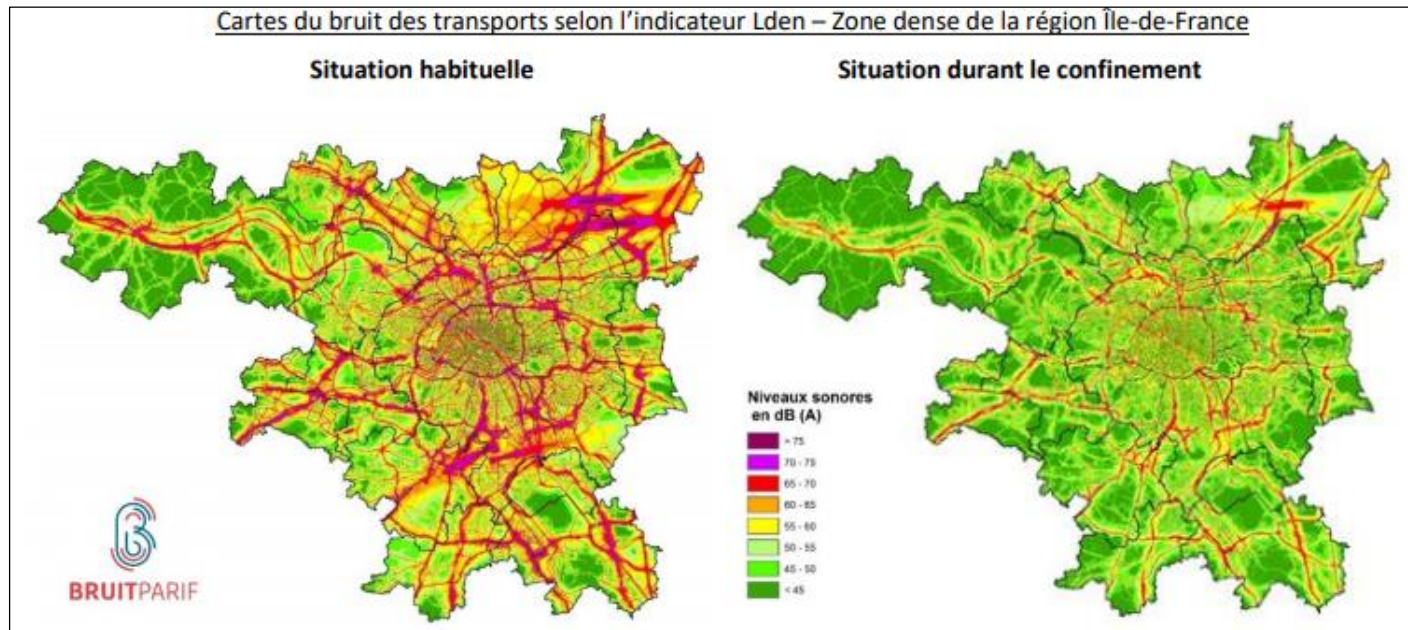 Cartes du bruit des transports selon l’indicateur Lden – Zone dense de la région Île-de-France
Situation habituelle
Situation durant le confinement
Niveaux sonores
en dB (A)
> 75
70 - 75
65 - 70
60 - 65
55 - 60
50 - 55
45 - 50
< 45
BRUITPARIF